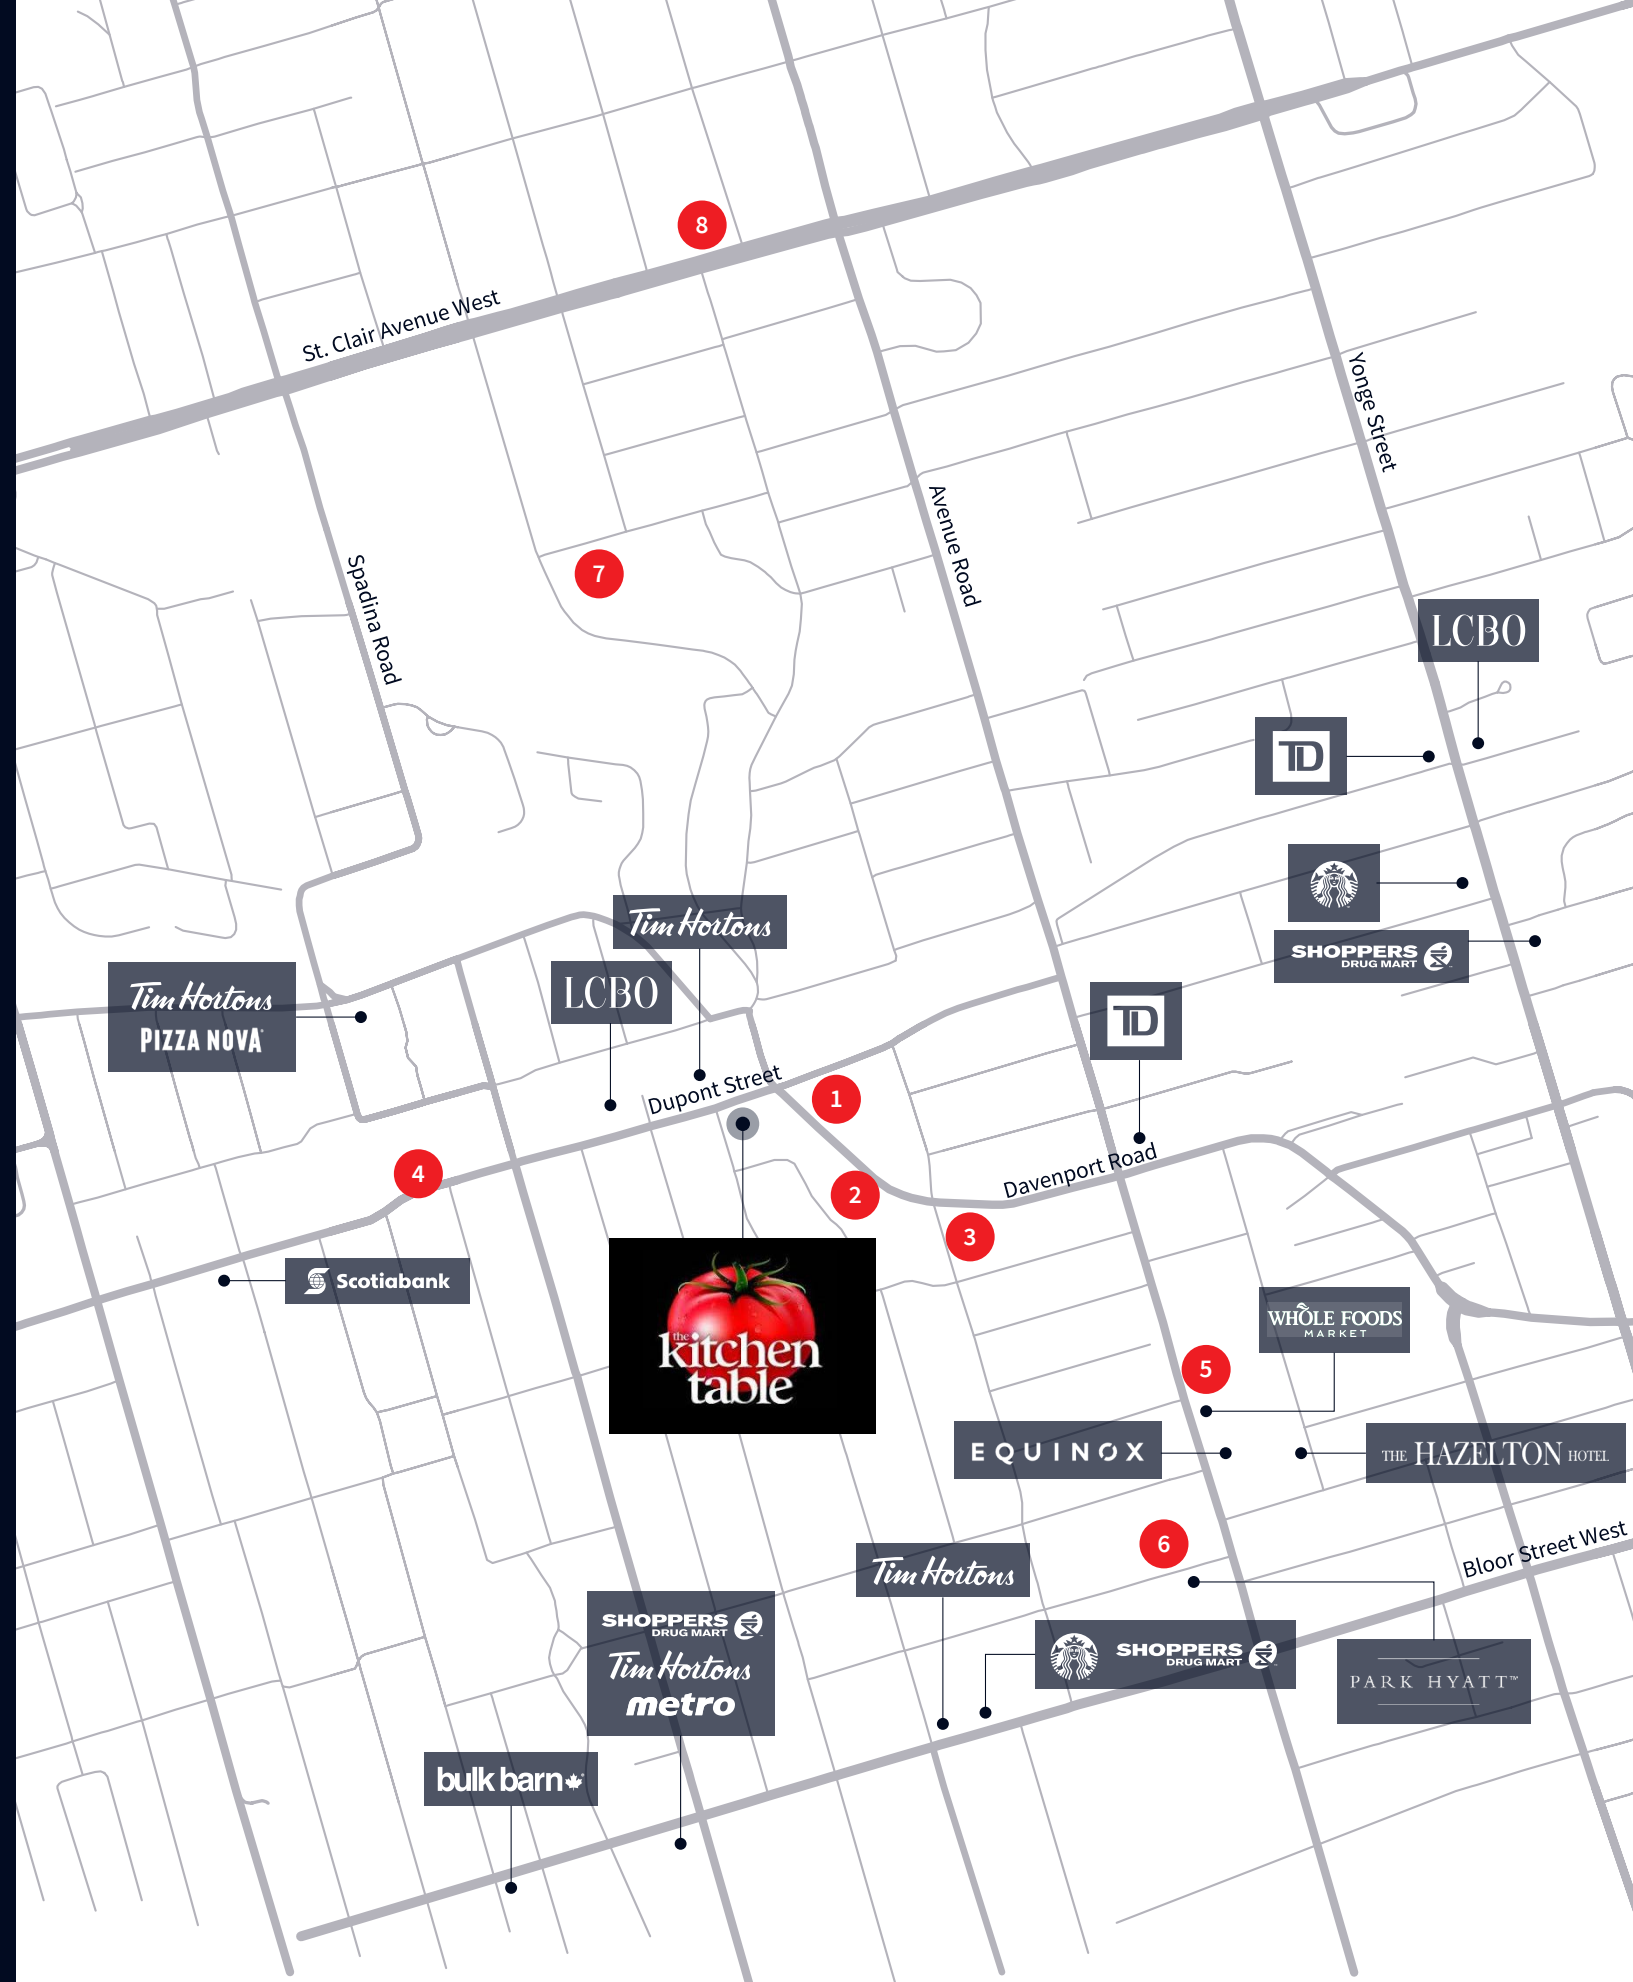 8
St. Clair Avenue West
Yonge Street
Avenue Road
7
Spadina Road
LCBO
TD
SHOPPERS
DRUG MART
Tim Hortons
LCBO
Tim Hortons
PIZZA NOVA
TD
Dupont Street
1
4
2
Davenport Road
3
Scotiabank
the
kitchen
table
WHOLE FOODS
MARKET
5
EQUINOX
THE HAZELTON HOTEL
6
Bloor Street West
Tim Hortons
SHOPPERS
DRUG MART
Tim Hortons
metro
SHOPPERS
DRUG MART
PARK HYATT™
bulk barn